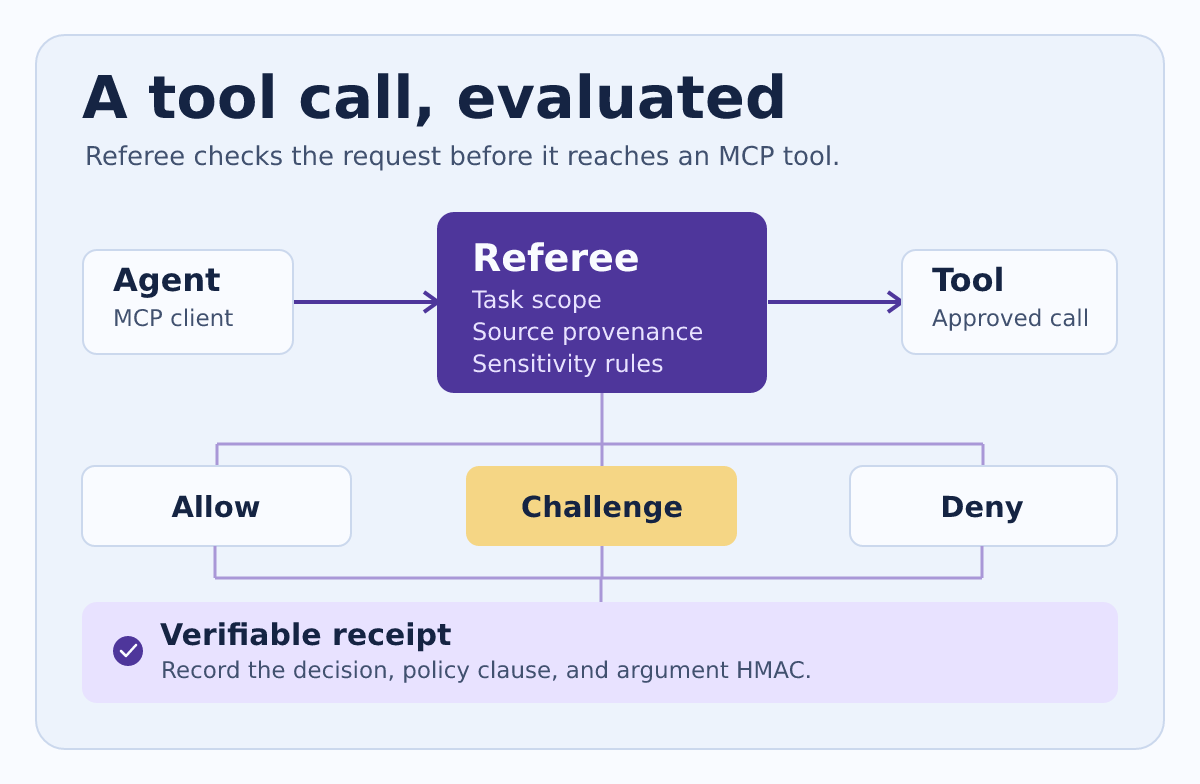 A tool call, evaluated
Referee checks the request before it reaches an MCP tool.
Agent
MCP client
Referee
Task scope
Source provenance
Sensitivity rules
Tool
Approved call
Allow
Challenge
Deny
Verifiable receipt
Record the decision, policy clause, and argument HMAC.